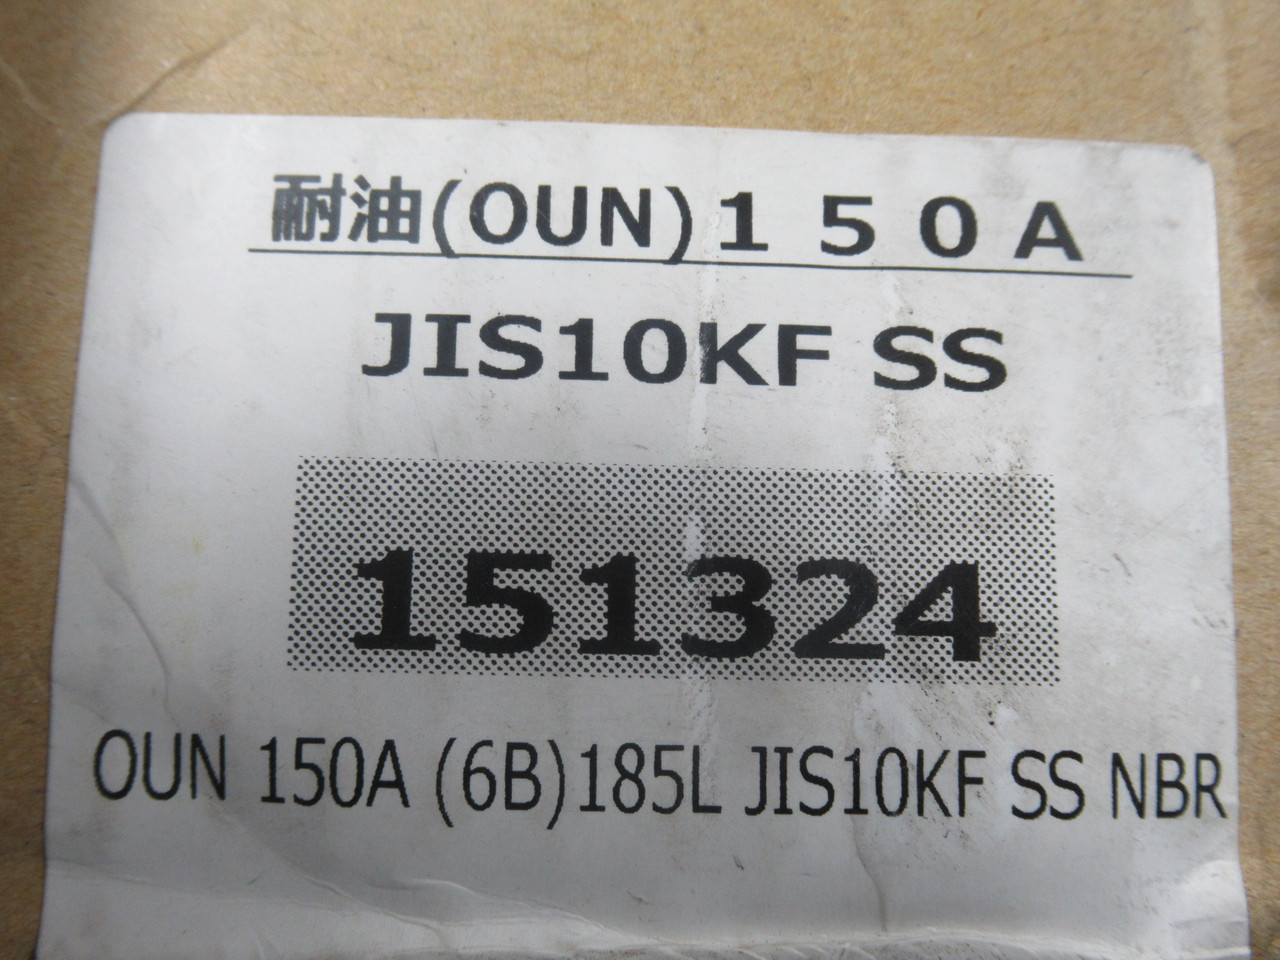 耐油(OUN)１５０Ａ
JIS10KF SS
151324
OUN 150A (6B)185L JIS10KF SS NBR